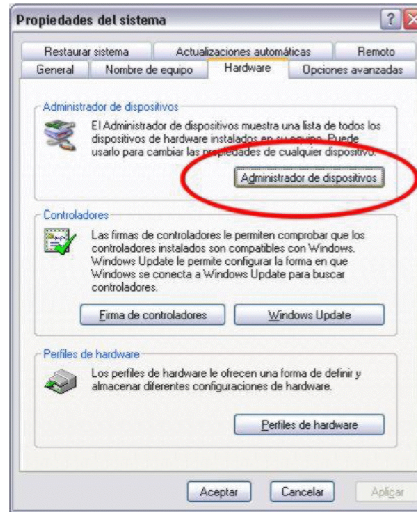 Propiedades del sistema
Restaurar sistema
Actualizaciones automáticas
Remoto
General
Nombre de equipo
Hardware
Opciones avanzadas
Administrador de dispositivos
El Administrador de dispositivos muestra una lista de todos los
dispositivos de hardware instalados en su equipo. Puede
usarlo para cambiar las propiedades de cualquier dispositivo.
Administrador de dispositivos
Controladores
Las firmas de controladores le permiten comprobar que los
controladores instalados son compatibles con Windows.
Windows Update le permite configurar la forma en que
Windows se conecta a Windows Update para buscar
controladores.
Firma de controladores
Windows Update
Perfiles de hardware
Los perfiles de hardware le ofrecen una forma de definir y
almacenar diferentes configuraciones de hardware.
Perfiles de hardware
Aceptar
Cancelar
Aplicar